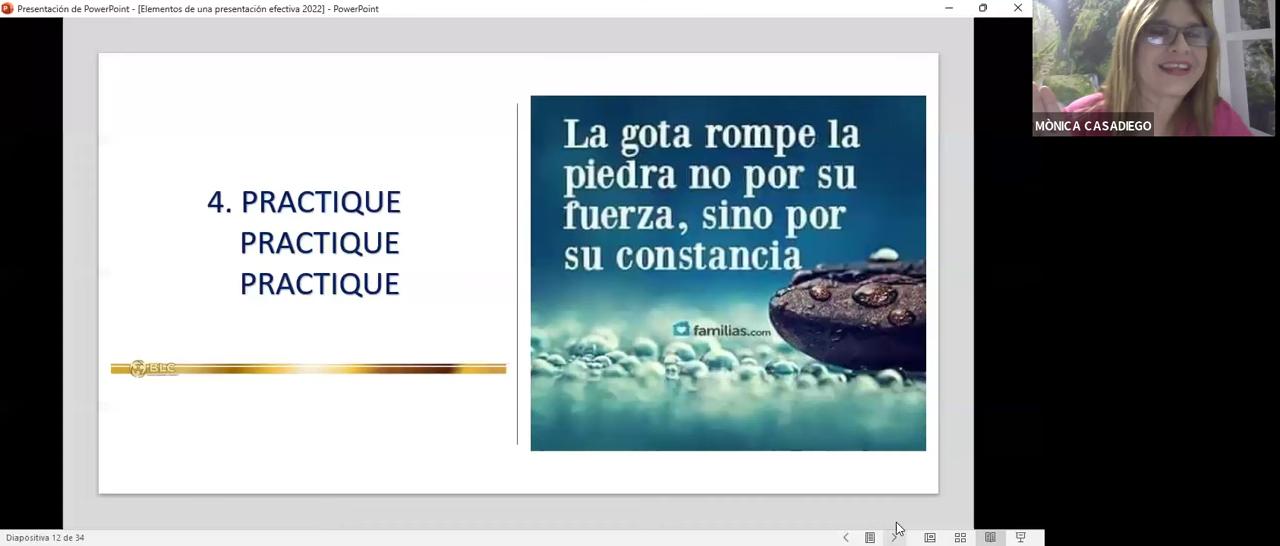 Presentación de PowerPoint - [Elementos de una presentación efectiva 2022] - PowerPoint
MÒNICA CASADIEGO
4. PRACTIQUE
PRACTIQUE
PRACTIQUE
BLC
La gota rompe la
piedra no por su
fuerza, sino por
su constancia
familias.com
Diapositiva 12 de 34